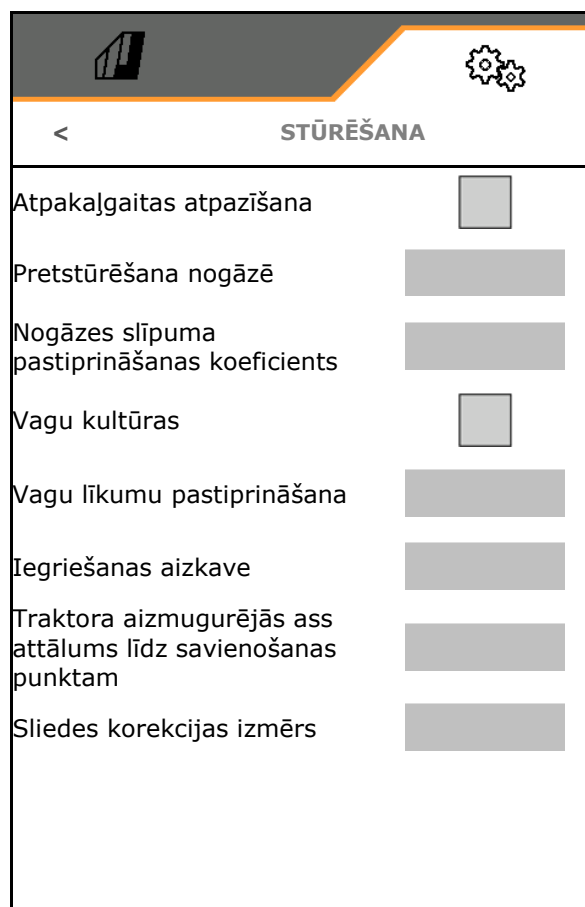 < STŪRĒŠANA
Atpakaļgaitas atpazīšana
Pretstūrēšana nogāzē
Nogāzes slīpuma
pastiprināšanas koeficients
Vagu kultūras
Vagu līkumu pastiprināšana
Iegriešanas aizkave
Traktora aizmugurējās ass
attālums līdz savienošanas
punktam
Sliedes korekcijas izmērs